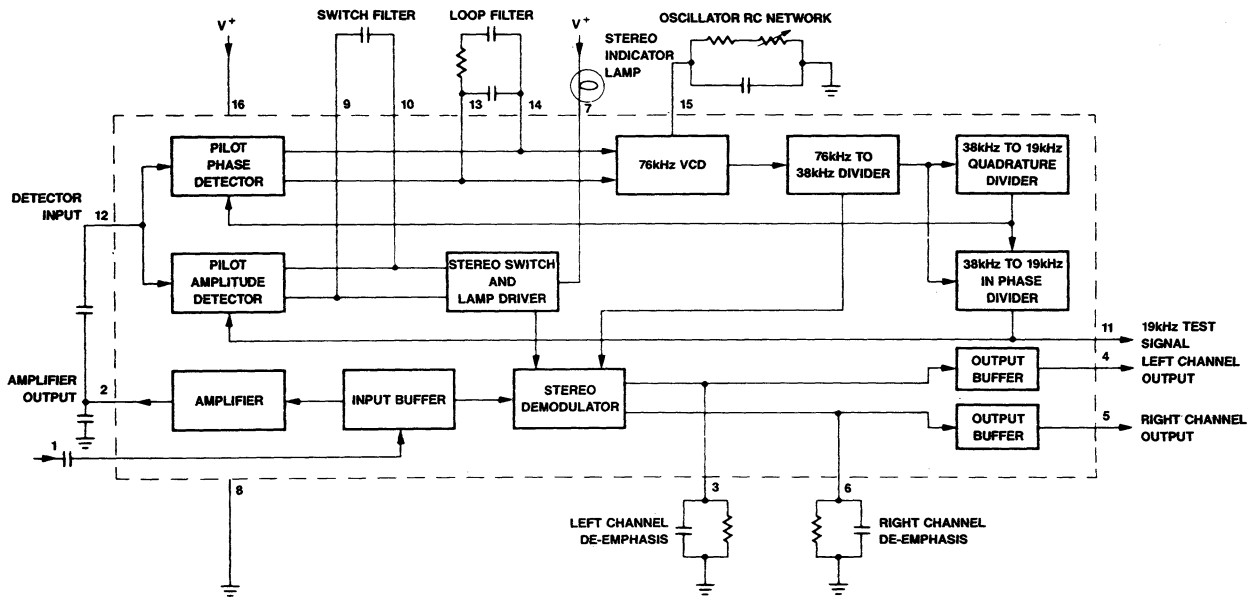 SWITCH FILTER
LOOP FILTER
OSCILLATOR RC NETWORK
V+
V+
STEREO
INDICATOR
LAMP
16
9
10
13
14
7
15
PILOT
PHASE
DETECTOR
76kHz VCD
76kHz TO
38kHz DIVIDER
38kHz TO 19kHz
QUADRATURE
DIVIDER
DETECTOR
INPUT
12
PILOT
AMPLITUDE
DETECTOR
STEREO SWITCH
AND
LAMP DRIVER
38kHz TO 19kHz
IN PHASE
DIVIDER
11
19kHz TEST
SIGNAL
AMPLIFIER
OUTPUT
2
AMPLIFIER
INPUT BUFFER
STEREO
DEMODULATOR
OUTPUT
BUFFER
4
LEFT CHANNEL
OUTPUT
OUTPUT
BUFFER
5
RIGHT CHANNEL
OUTPUT
1
8
3
6
LEFT CHANNEL
DE-EMPHASIS
RIGHT CHANNEL
DE-EMPHASIS